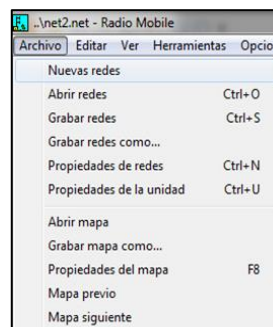 ..\net2.net - Radio Mobile
Archivo Editar Ver Herramientas Opcio
Nuevas redes
Abrir redes Ctrl+O
Grabar redes Ctrl+S
Grabar redes como...
Propiedades de redes Ctrl+N
Propiedades de la unidad Ctrl+U
Abrir mapa
Grabar mapa como...
Propiedades del mapa F8
Mapa previo
Mapa siguiente